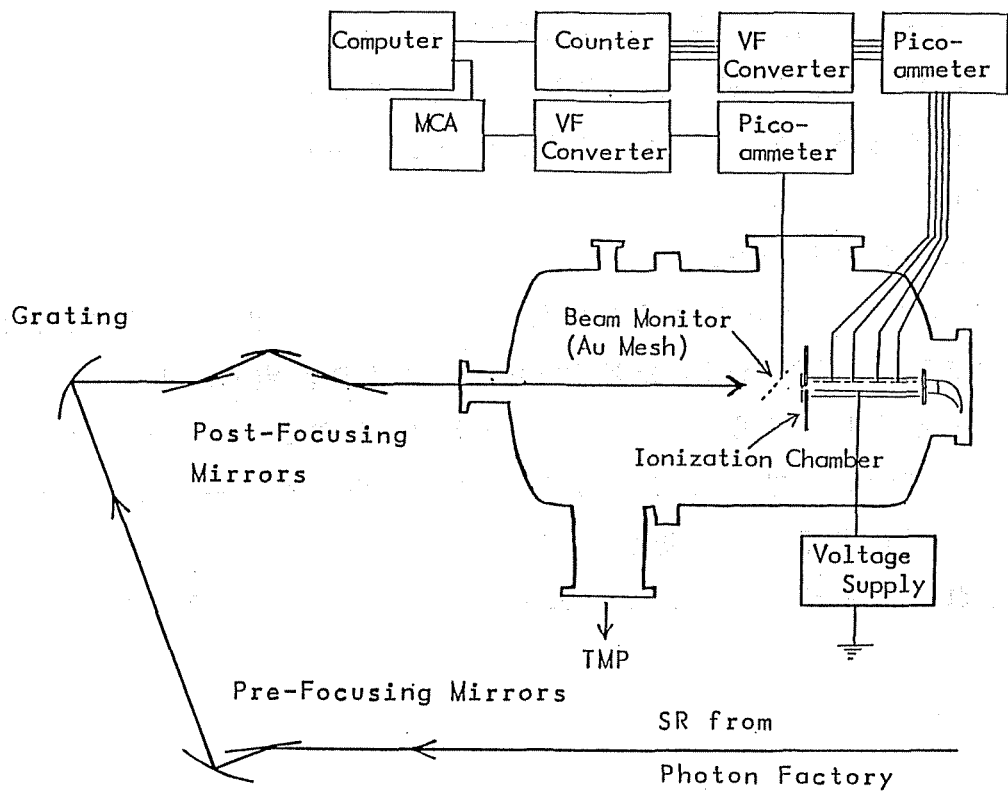 Computer
Counter
VF
Converter
Pico-
ammeter
MCA
VF
Converter
Pico-
ammeter
Grating
Beam Monitor
(Au Mesh)
Post-Focusing
Mirrors
Ionization Chamber
Voltage
Supply
TMP
Pre-Focusing Mirrors
SR from
Photon Factory